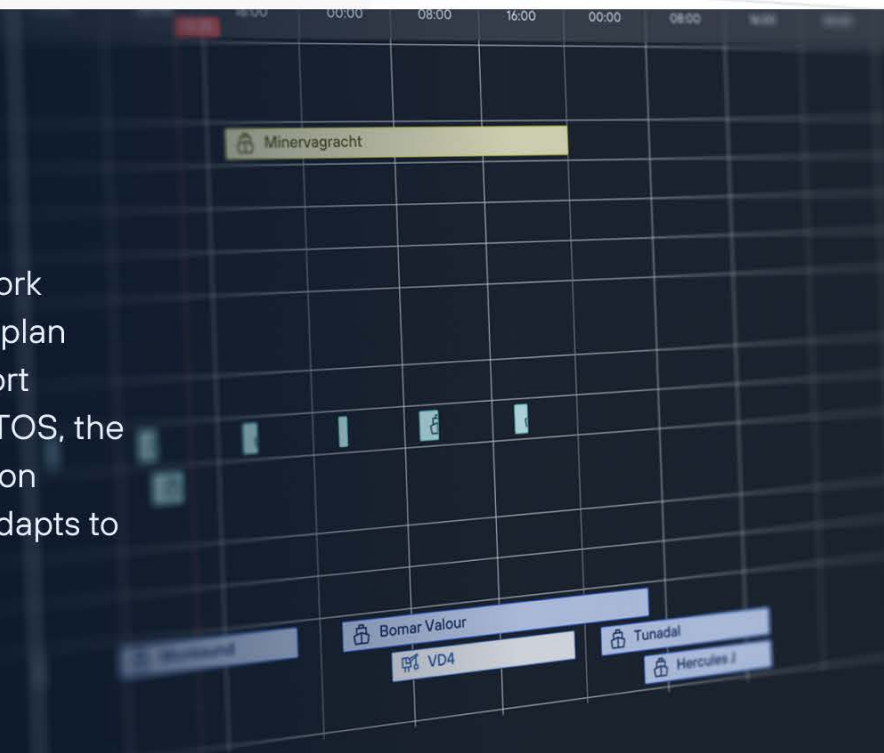 16:00 00:00 08:00 16:00 00:00 08:00
Minervagracht
ork
plan
ort
TOS, the
on
dapts to
Bomar Valour
Tunadal
VD4
Hercules J